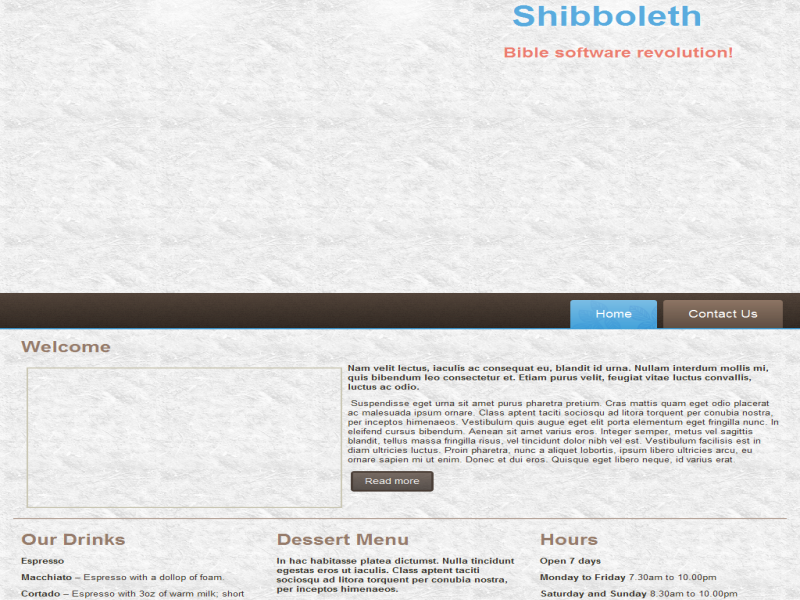 Shibboleth
Bible software revolution!
Home
Contact Us
Welcome
Nam velit lectus, iaculis ac consequat eu, blandit id urna. Nullam interdum mollis mi,
quis bibendum leo consectetur et. Etiam purus velit, feugiat vitae luctus convallis,
luctus ac odio.
Suspendisse eget urna sit amet purus pharetra pretium. Cras mattis quam eget odio placerat
ac malesuada ipsum ornare. Class aptent taciti sociosqu ad litora torquent per conubia nostra,
per inceptos himenaeos. Vestibulum quis augue eget elit porta elementum eget fringilla nunc. In
eleifend cursus bibendum. Aenean sit amet varius eros. Integer semper, metus vel sagittis
blandit, tellus massa fringilla risus, vel tincidunt dolor nibh vel est. Vestibulum facilisis est in
diam ultricies luctus. Proin pharetra, nunc a aliquet lobortis, ipsum libero ultricies arcu, eu
ornare sapien mi ut enim. Donec et dui eros. Quisque eget libero neque, id varius erat.
Read more
Our Drinks
Espresso
Macchiato – Espresso with a dollop of foam.
Cortado – Espresso with 3oz of warm milk; short
Dessert Menu
In hac habitasse platea dictumst. Nulla tincidunt
egestas eros ut iaculis. Class aptent taciti
sociosqu ad litora torquent per conubia nostra,
per inceptos himenaeos.
Hours
Open 7 days
Monday to Friday 7.30am to 10.00pm
Saturday and Sunday 8.30am to 10.00pm